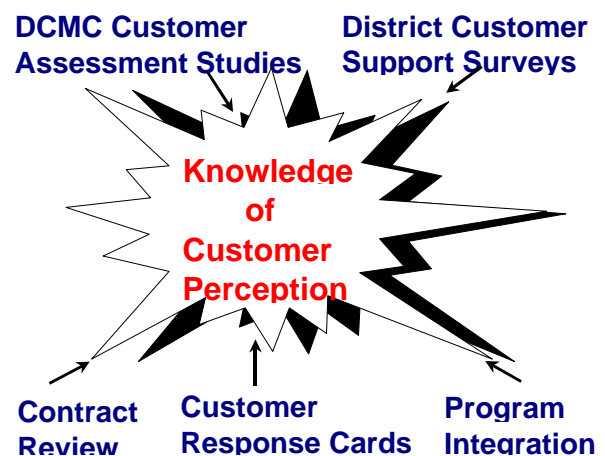 DCMC Customer
Assessment Studies
District Customer
Support Surveys
Knowledge
of
Customer
Perception
Contract
Review
Customer
Response Cards
Program
Integration